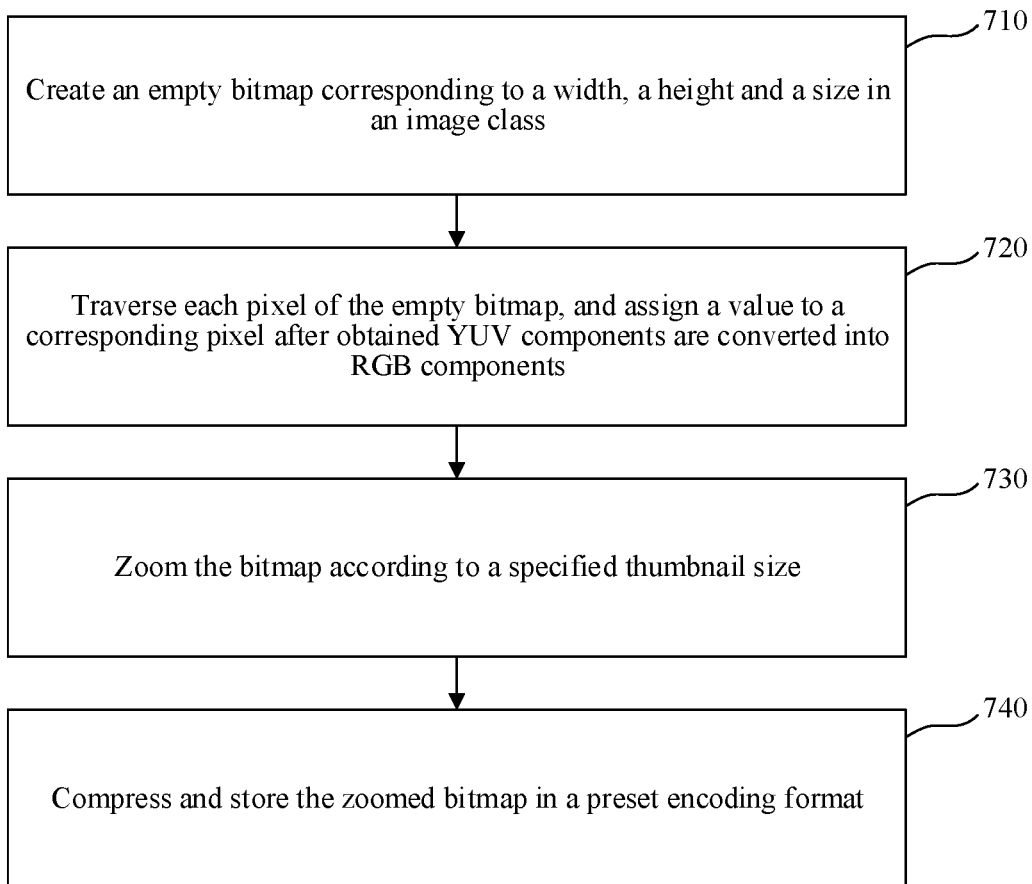 710
Create an empty bitmap corresponding to a width, a height and a size in
an image class
720
Traverse each pixel of the empty bitmap, and assign a value to a
corresponding pixel after obtained YUV components are converted into
RGB components
730
Zoom the bitmap according to a specified thumbnail size
740
Compress and store the zoomed bitmap in a preset encoding format